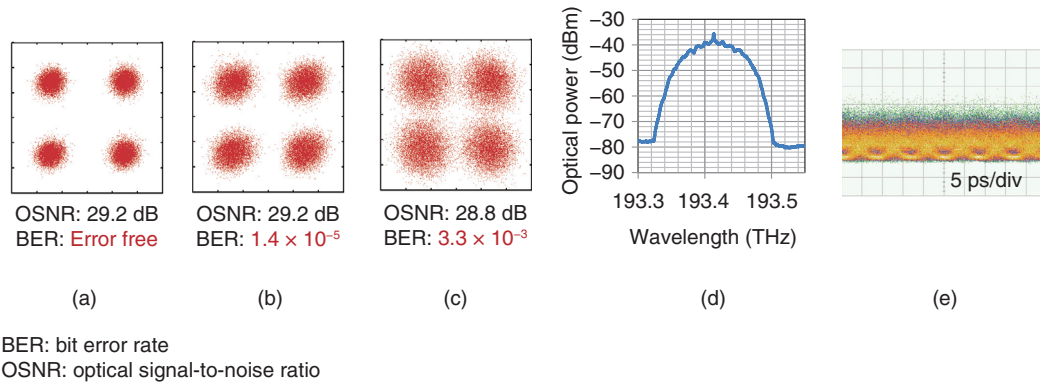 OSNR: 29.2 dB
BER: Error free
(a)
OSNR: 29.2 dB
BER: 1.4 × 10⁻⁵
(b)
OSNR: 28.8 dB
BER: 3.3 × 10⁻³
(c)
Optical power (dBm)
−30
−40
−50
−60
−70
−80
−90
193.3 193.4 193.5
Wavelength (THz)
(d)
5 ps/div
(e)
BER: bit error rate
OSNR: optical signal-to-noise ratio